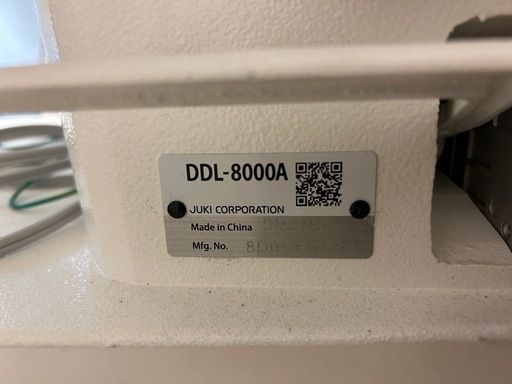 DDL-8000A
JUKI CORPORATION
Made in China
Mfg. No.